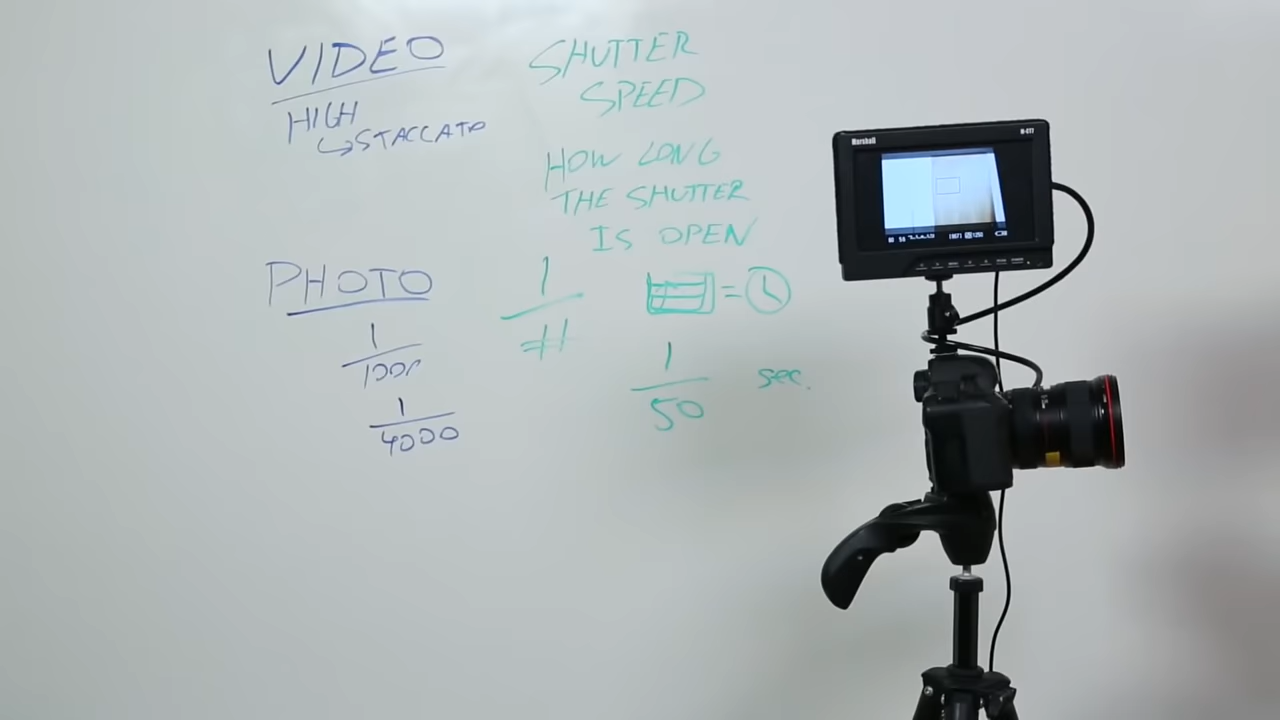 VIDEO
HIGH
↳STACCATO
PHOTO
1
1000
1
4000
SHUTTER
SPEED
HOW LONG
THE SHUTTER
IS OPEN
1
#
=
1
50
sec.
Marshall